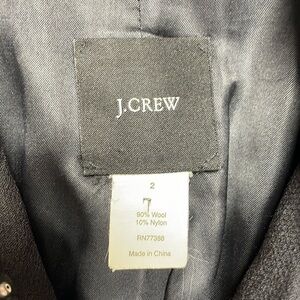 J.CREW
2
90% Wool
10% Nylon
RN77388
Made in China